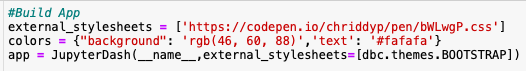 #Build App
external_stylesheets = ['https://codepen.io/chriddyp/pen/bWLwgP.css']
colors = {"background": 'rgb(46, 60, 88)','text': '#fafafa'}
app = JupyterDash(__name__,external_stylesheets=[dbc.themes.BOOTSTRAP])